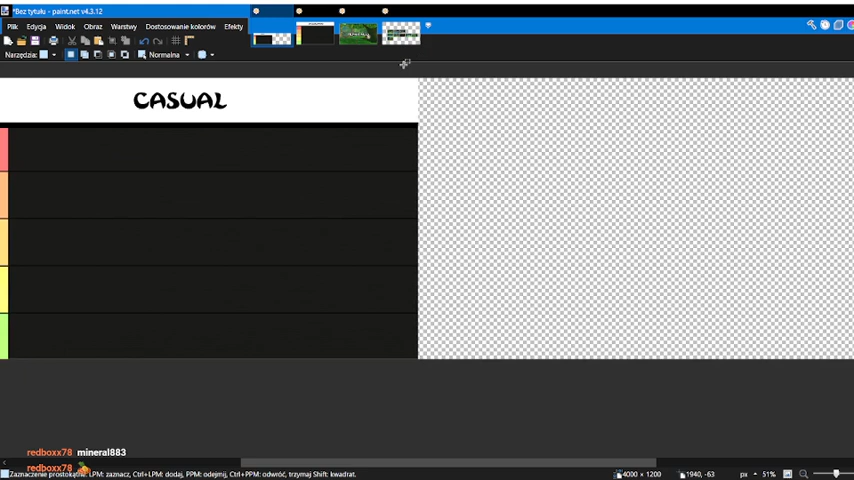 *Bez tytułu - paint.net v4.3.12
Plik Edycja Widok Obraz Warstwy Dostosowanie kolorów Efekty
Narzędzia: Normalna
CASUAL
redboxx78 mineral883
redboxx78
Zaznaczenie prostokątne. LPM: zaznacz, Ctrl+LPM: dodaj, PPM: odejmij, Ctrl+PPM: odwróć, trzymaj Shift: kwadrat.
4000 × 1200 1940, -63 px 51%